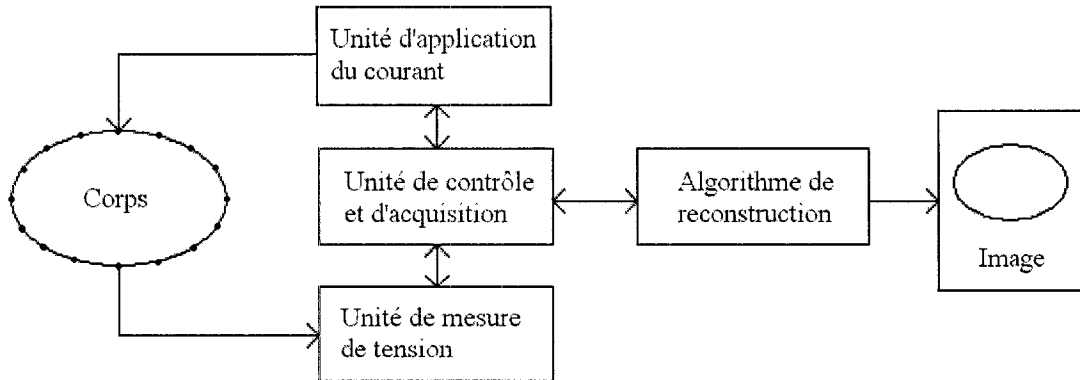 Unité d'application
du courant
Corps
Unité de contrôle
et d'acquisition
Algorithme de
reconstruction
Image
Unité de mesure
de tension